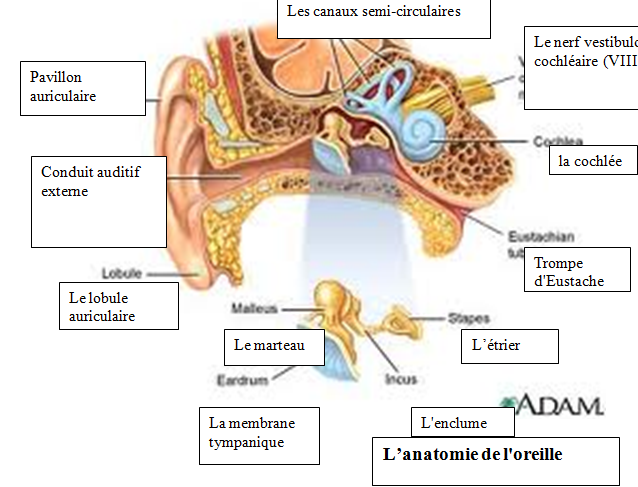 Les canaux semi-circulaires
Le nerf vestibulo
cochléaire (VIII
Pavillon
auriculaire
Cochlea
la cochlée
Conduit auditif
externe
Eustachian
Trompe
d'Eustache
Lobule
Le lobule
auriculaire
Malleus
Stapes
Le marteau
L'étrier
Eardrum
Incus
ADAM.
La membrane
tympanique
L'enclume
L'anatomie de l'oreille